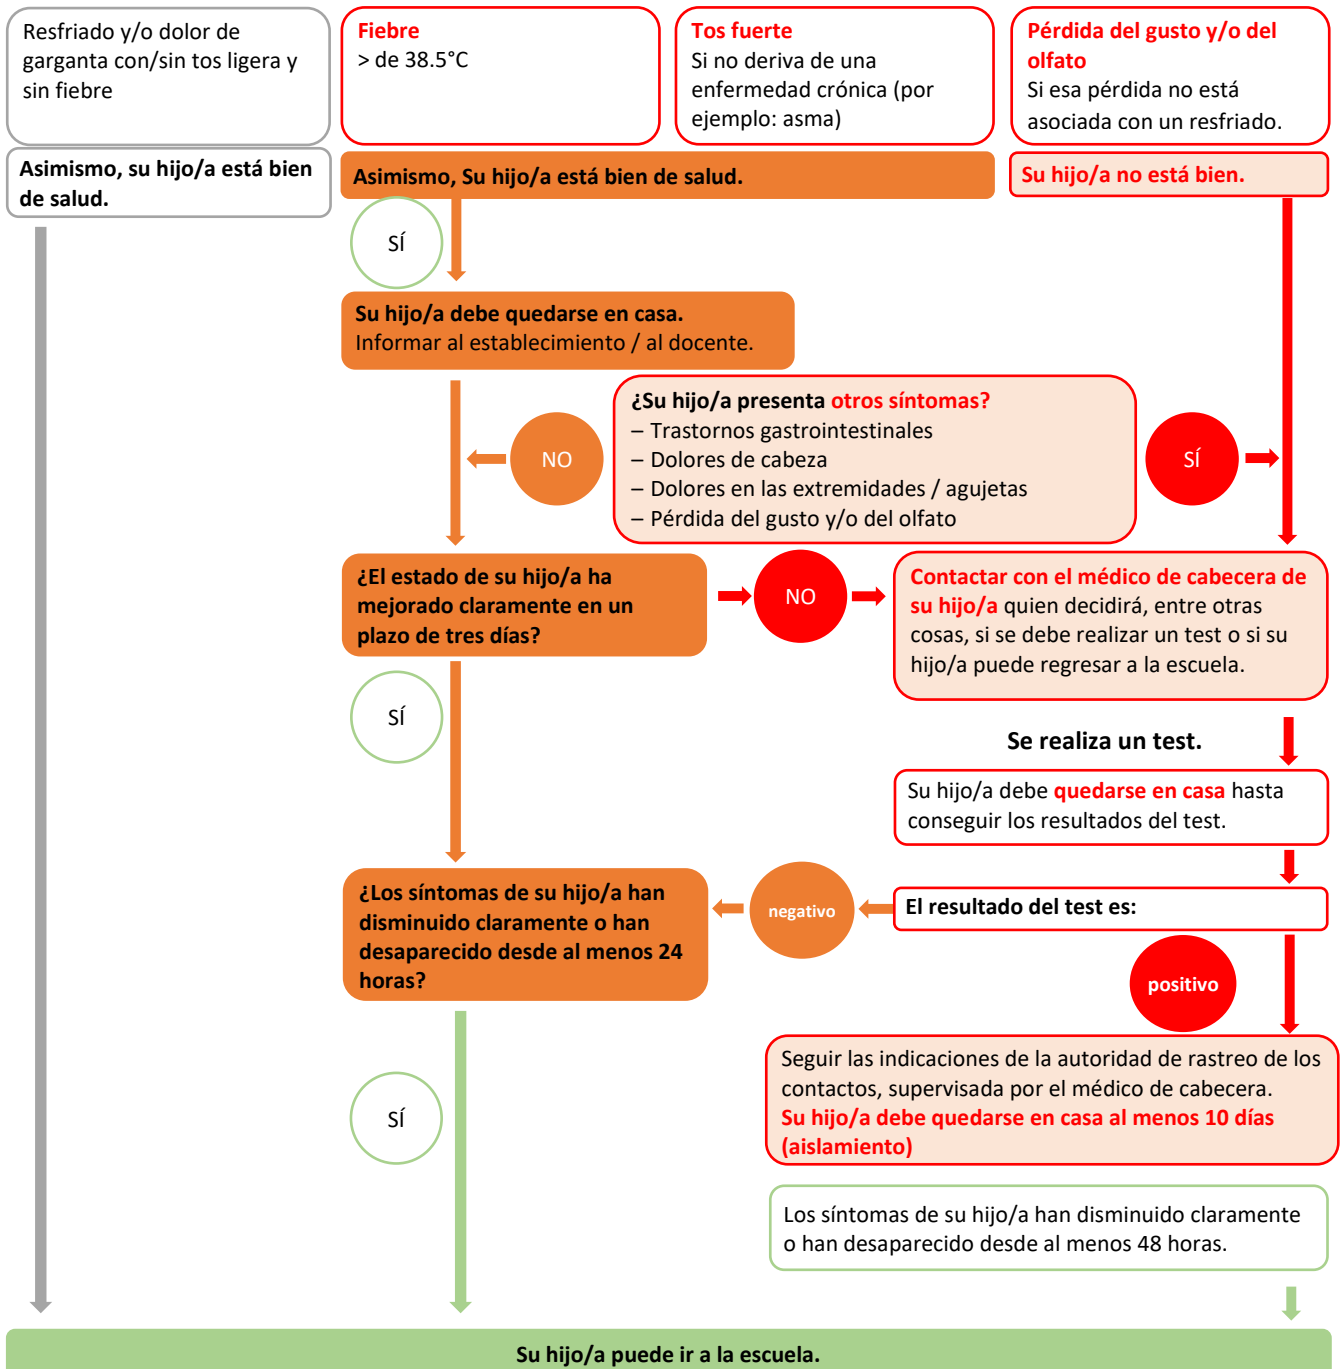 Resfriado y/o dolor de
garganta con/sin tos ligera y
sin fiebre
Fiebre
> de 38.5°C
Tos fuerte
Si no deriva de una
enfermedad crónica (por
ejemplo: asma)
Pérdida del gusto y/o del
olfato
Si esa pérdida no está
asociada con un resfriado.
Asimismo, su hijo/a está bien
de salud.
Asimismo, Su hijo/a está bien de salud.
Su hijo/a no está bien.
SÍ
Su hijo/a debe quedarse en casa.
Informar al establecimiento / al docente.
¿Su hijo/a presenta otros síntomas?
– Trastornos gastrointestinales
– Dolores de cabeza
– Dolores en las extremidades / agujetas
– Pérdida del gusto y/o del olfato
NO
SÍ
¿El estado de su hijo/a ha
mejorado claramente en un
plazo de tres días?
NO
Contactar con el médico de cabecera de
su hijo/a quien decidirá, entre otras
cosas, si se debe realizar un test o si su
hijo/a puede regresar a la escuela.
SÍ
Se realiza un test.
Su hijo/a debe quedarse en casa hasta
conseguir los resultados del test.
¿Los síntomas de su hijo/a han
disminuido claramente o han
desaparecido desde al menos 24
horas?
negativo
El resultado del test es:
positivo
Seguir las indicaciones de la autoridad de rastreo de los
contactos, supervisada por el médico de cabecera.
Su hijo/a debe quedarse en casa al menos 10 días
(aislamiento)
SÍ
Los síntomas de su hijo/a han disminuido claramente
o han desaparecido desde al menos 48 horas.
Su hijo/a puede ir a la escuela.